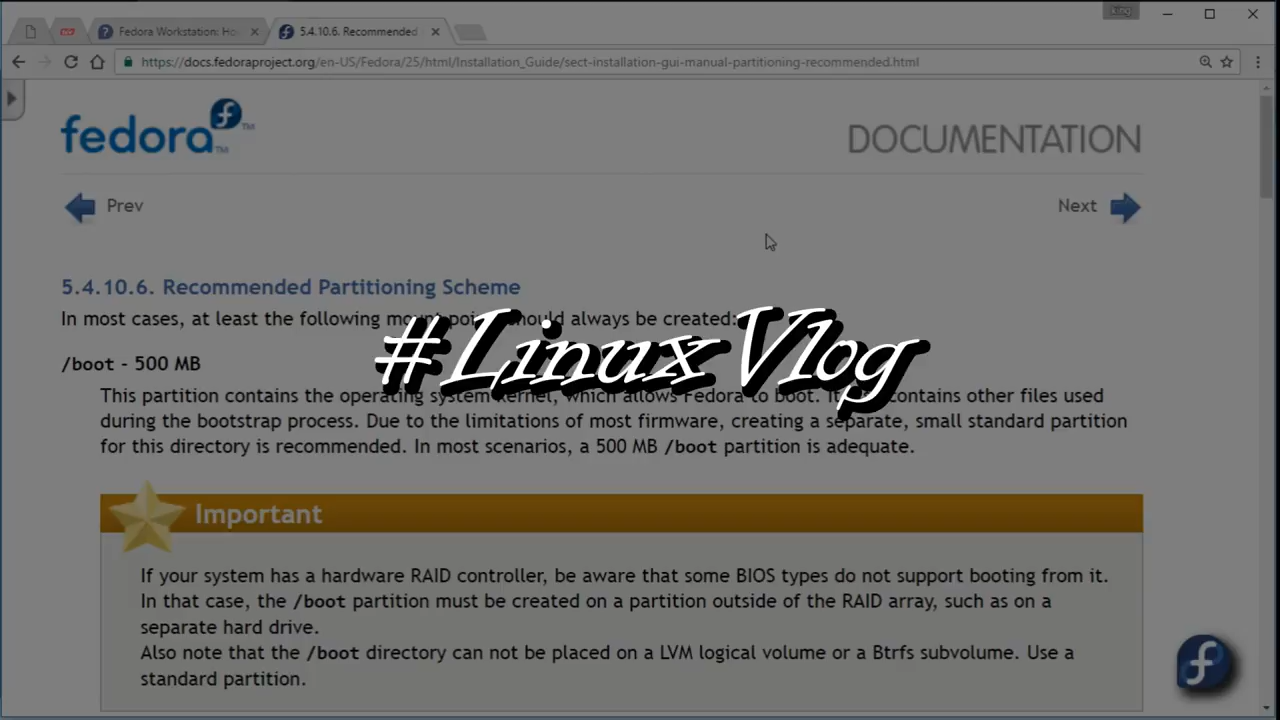 king
Fedora Workstation: Ho
5.4.10.6. Recommended
https://docs.fedoraproject.org/en-US/Fedora/25/html/Installation_Guide/sect-installation-gui-manual-partitioning-recommended.html
fedora™
DOCUMENTATION
Prev
Next
5.4.10.6. Recommended Partitioning Scheme
In most cases, at least the following mount should always be created:
#LinuxVlog
/boot - 500 MB
This partition contains the operating system kernel, which allows Fedora to boot. It contains other files used
during the bootstrap process. Due to the limitations of most firmware, creating a separate, small standard partition
for this directory is recommended. In most scenarios, a 500 MB /boot partition is adequate.
Important
If your system has a hardware RAID controller, be aware that some BIOS types do not support booting from it.
In that case, the /boot partition must be created on a partition outside of the RAID array, such as on a
separate hard drive.
Also note that the /boot directory can not be placed on a LVM logical volume or a Btrfs subvolume. Use a
standard partition.